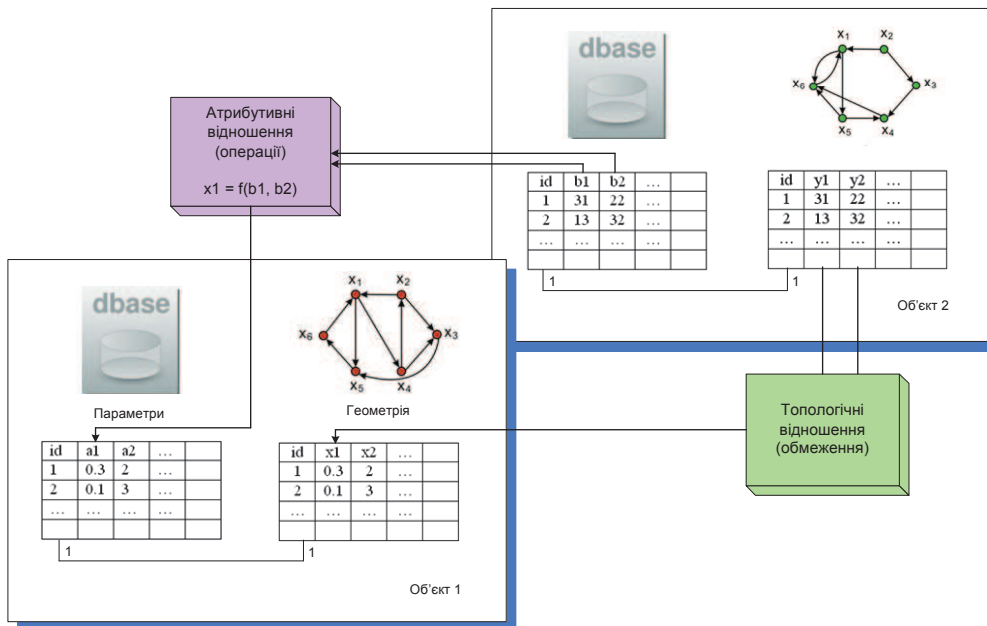 dbase
x1
x2
x3
x4
x5
x6
Атрибутивні
відношення
(операції)
x1 = f(b1, b2)
id b1 b2 ...
1 31 22
2 13 32
... ... ...
1 1
id y1 y2 ...
1 31 22
2 13 32
... ... ...
Об’єкт 2
dbase
x1
x2
x3
x4
x5
x6
Параметри
Геометрія
id a1 a2 ...
1 0.3 2
2 0.1 3 ...
... ... ... ...
1 1
id x1 x2 ...
1 0.3 2 ...
2 0.1 3 ...
... ... ... ...
Об’єкт 1
Топологічні
відношення
(обмеження)